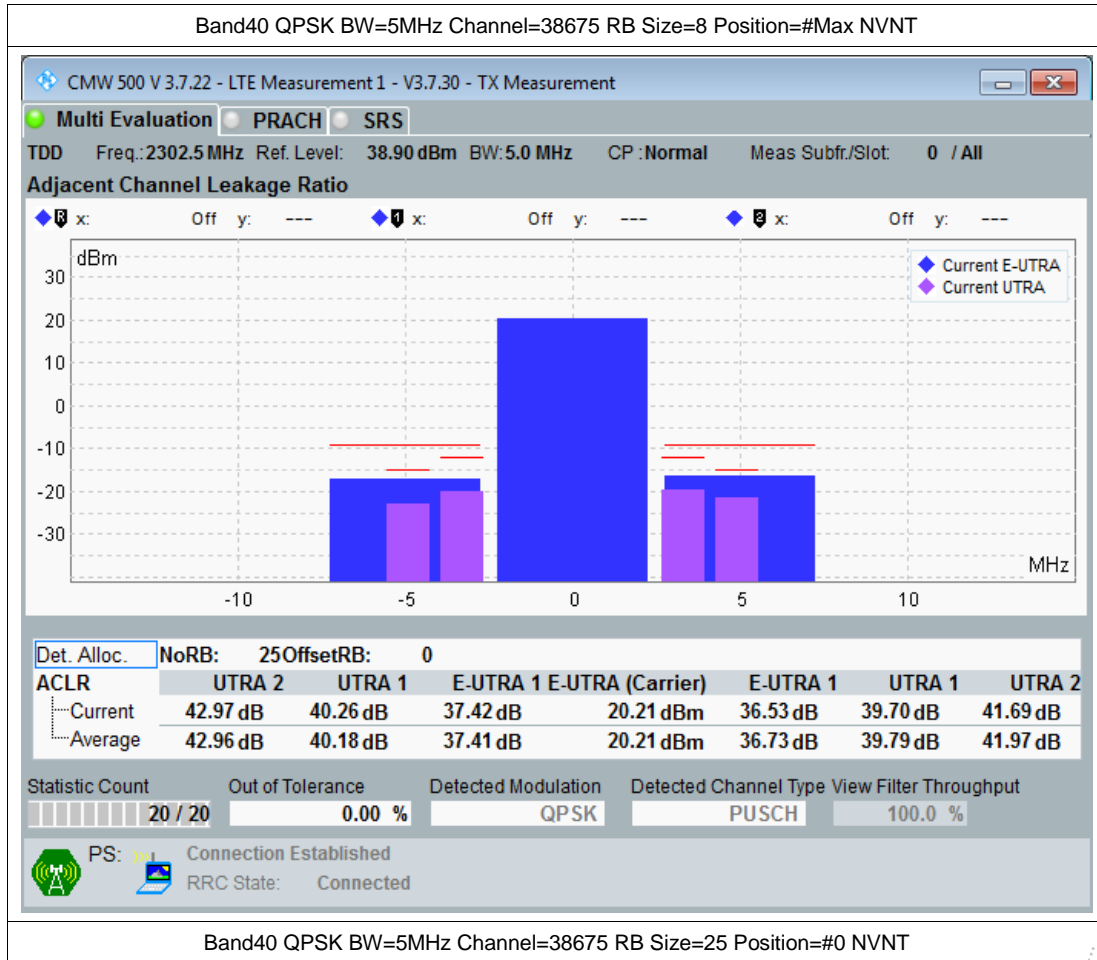 Band40 QPSK BW=5MHz Channel=38675 RB Size=8 Position=#Max NVNT
CMW 500 V 3.7.22 - LTE Measurement 1 - V3.7.30 - TX Measurement
Multi Evaluation PRACH SRS
TDD Freq.:2302.5 MHz Ref. Level: 38.90 dBm BW:5.0 MHz CP :Normal Meas Subfr./Slot: 0 / All
Adjacent Channel Leakage Ratio
R x: Off y: --- 1 x: Off y: --- 2 x: Off y: ---
dBm
Current E-UTRA
Current UTRA
30
20
10
0
-10
-20
-30
MHz
-10 -5 0 5 10
Det. Alloc. NoRB: 25 OffsetRB: 0
ACLR UTRA 2 UTRA 1 E-UTRA 1 E-UTRA (Carrier) E-UTRA 1 UTRA 1 UTRA 2
Current 42.97 dB 40.26 dB 37.42 dB 20.21 dBm 36.53 dB 39.70 dB 41.69 dB
Average 42.96 dB 40.18 dB 37.41 dB 20.21 dBm 36.73 dB 39.79 dB 41.97 dB
Statistic Count Out of Tolerance Detected Modulation Detected Channel Type View Filter Throughput
20 / 20 0.00 % QPSK PUSCH 100.0 %
PS: Connection Established
RRC State: Connected
Band40 QPSK BW=5MHz Channel=38675 RB Size=25 Position=#0 NVNT